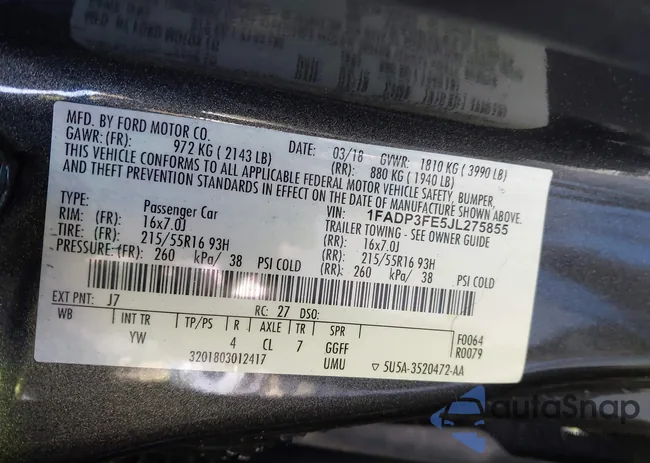 MFD. BY FORD MOTOR CO.
DATE: 03/18 GVWR: 1810 KG ( 3990 LB)
GAWR: (FR): 972 KG ( 2143 LB) (RR): 880 KG ( 1940 LB)
THIS VEHICLE CONFORMS TO ALL APPLICABLE FEDERAL MOTOR VEHICLE SAFETY, BUMPER,
AND THEFT PREVENTION STANDARDS IN EFFECT ON THE DATE OF MANUFACTURE SHOWN ABOVE.
VIN: 1FADP3FE5JL275855
TYPE: Passenger Car TRAILER TOWING - SEE OWNER GUIDE
RIM: (FR): 16x7.0J (RR): 16x7.0J
TIRE: (FR): 215/55R16 93H (RR): 215/55R16 93H
PRESSURE: (FR): 260 kPa/ 38 PSI COLD (RR): 260 kPa/ 38 PSI COLD
EXT PNT: J7 RC: 27 DSO:
WB INT TR TP/PS R AXLE TR SPR F0064
YW 4 CL 7 GGFF R0079
3201803012417 UMU ▽ 5U5A-3520472-AA
autoSnap